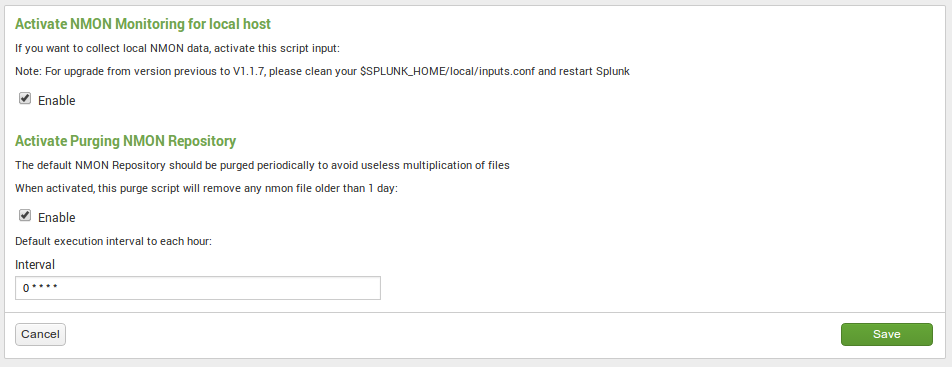 Activate NMON Monitoring for local host
If you want to collect local NMON data, activate this script input:
Note: For upgrade from version previous to V1.1.7, please clean your $SPLUNK_HOME/local/inputs.conf and restart Splunk
Enable
Activate Purging NMON Repository
The default NMON Repository should be purged periodically to avoid useless multiplication of files
When activated, this purge script will remove any nmon file older than 1 day:
Enable
Default execution interval to each hour:
Interval
0 * * * *
Cancel
Save